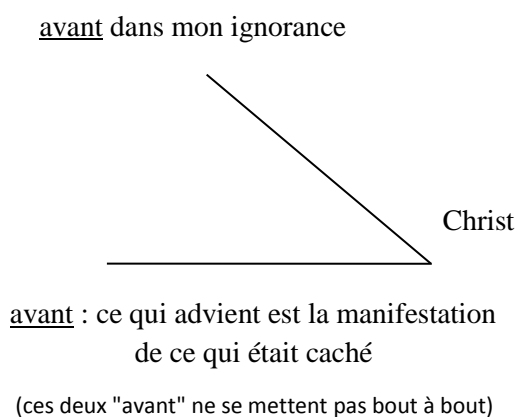 avant dans mon ignorance
Christ
avant : ce qui advient est la manifestation
de ce qui était caché
(ces deux "avant" ne se mettent pas bout à bout)